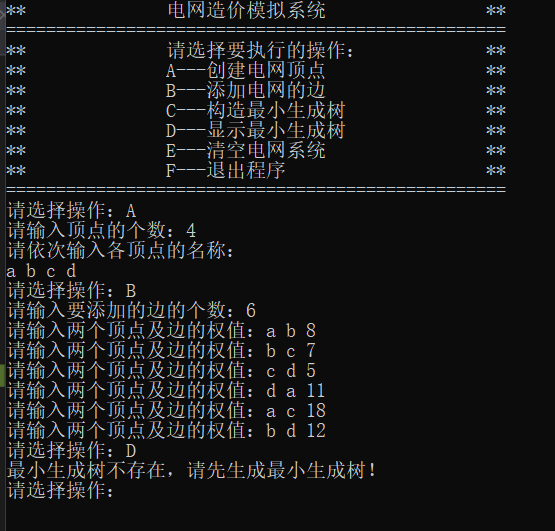 **              电网造价模拟系统                **
==================================================
**              请选择要执行的操作:             **
**              A---创建电网顶点                **
**              B---添加电网的边                **
**              C---构造最小生成树              **
**              D---显示最小生成树              **
**              E---清空电网系统                **
**              F---退出程序                    **
==================================================
请选择操作: A
请输入顶点的个数: 4
请依次输入各顶点的名称:
a b c d
请选择操作: B
请输入要添加的边的个数: 6
请输入两个顶点及边的权值: a b 8
请输入两个顶点及边的权值: b c 7
请输入两个顶点及边的权值: c d 5
请输入两个顶点及边的权值: d a 11
请输入两个顶点及边的权值: a c 18
请输入两个顶点及边的权值: b d 12
请选择操作: D
最小生成树不存在，请先生成最小生成树!
请选择操作: